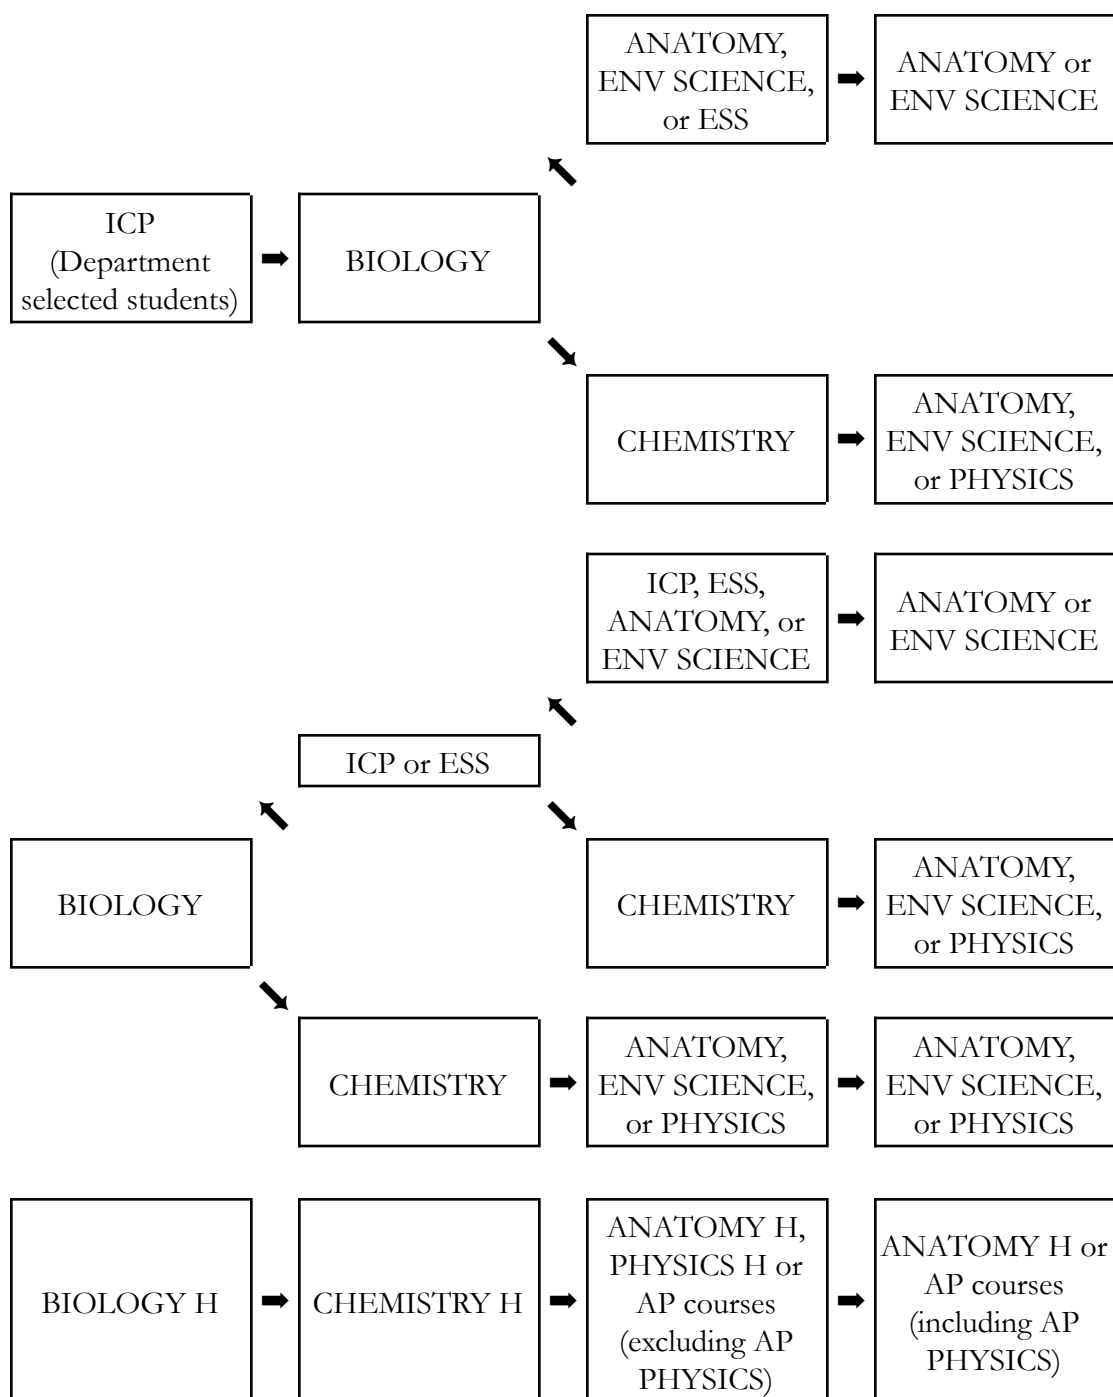 ANATOMY,
ENV SCIENCE,
or ESS
ANATOMY or
ENV SCIENCE
ICP
(Department
selected students)
BIOLOGY
CHEMISTRY
ANATOMY,
ENV SCIENCE,
or PHYSICS
ICP, ESS,
ANATOMY, or
ENV SCIENCE
ANATOMY or
ENV SCIENCE
ICP or ESS
BIOLOGY
CHEMISTRY
ANATOMY,
ENV SCIENCE,
or PHYSICS
CHEMISTRY
ANATOMY,
ENV SCIENCE,
or PHYSICS
ANATOMY,
ENV SCIENCE,
or PHYSICS
BIOLOGY H
CHEMISTRY H
ANATOMY H,
PHYSICS H or
AP courses
(excluding AP
PHYSICS)
ANATOMY H or
AP courses
(including AP
PHYSICS)